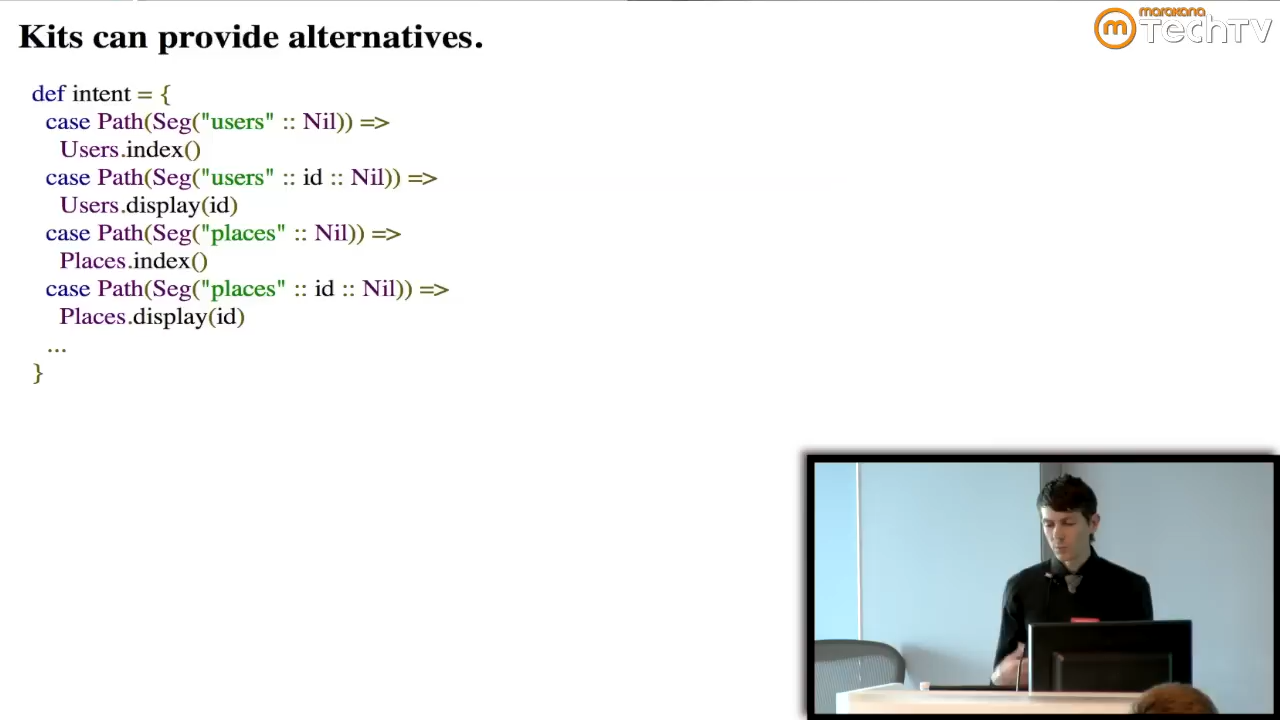 Kits can provide alternatives.
marakana
TechTV
def intent = {
case Path(Seg("users" :: Nil)) =>
Users.index()
case Path(Seg("users" :: id :: Nil)) =>
Users.display(id)
case Path(Seg("places" :: Nil)) =>
Places.index()
case Path(Seg("places" :: id :: Nil)) =>
Places.display(id)
...
}